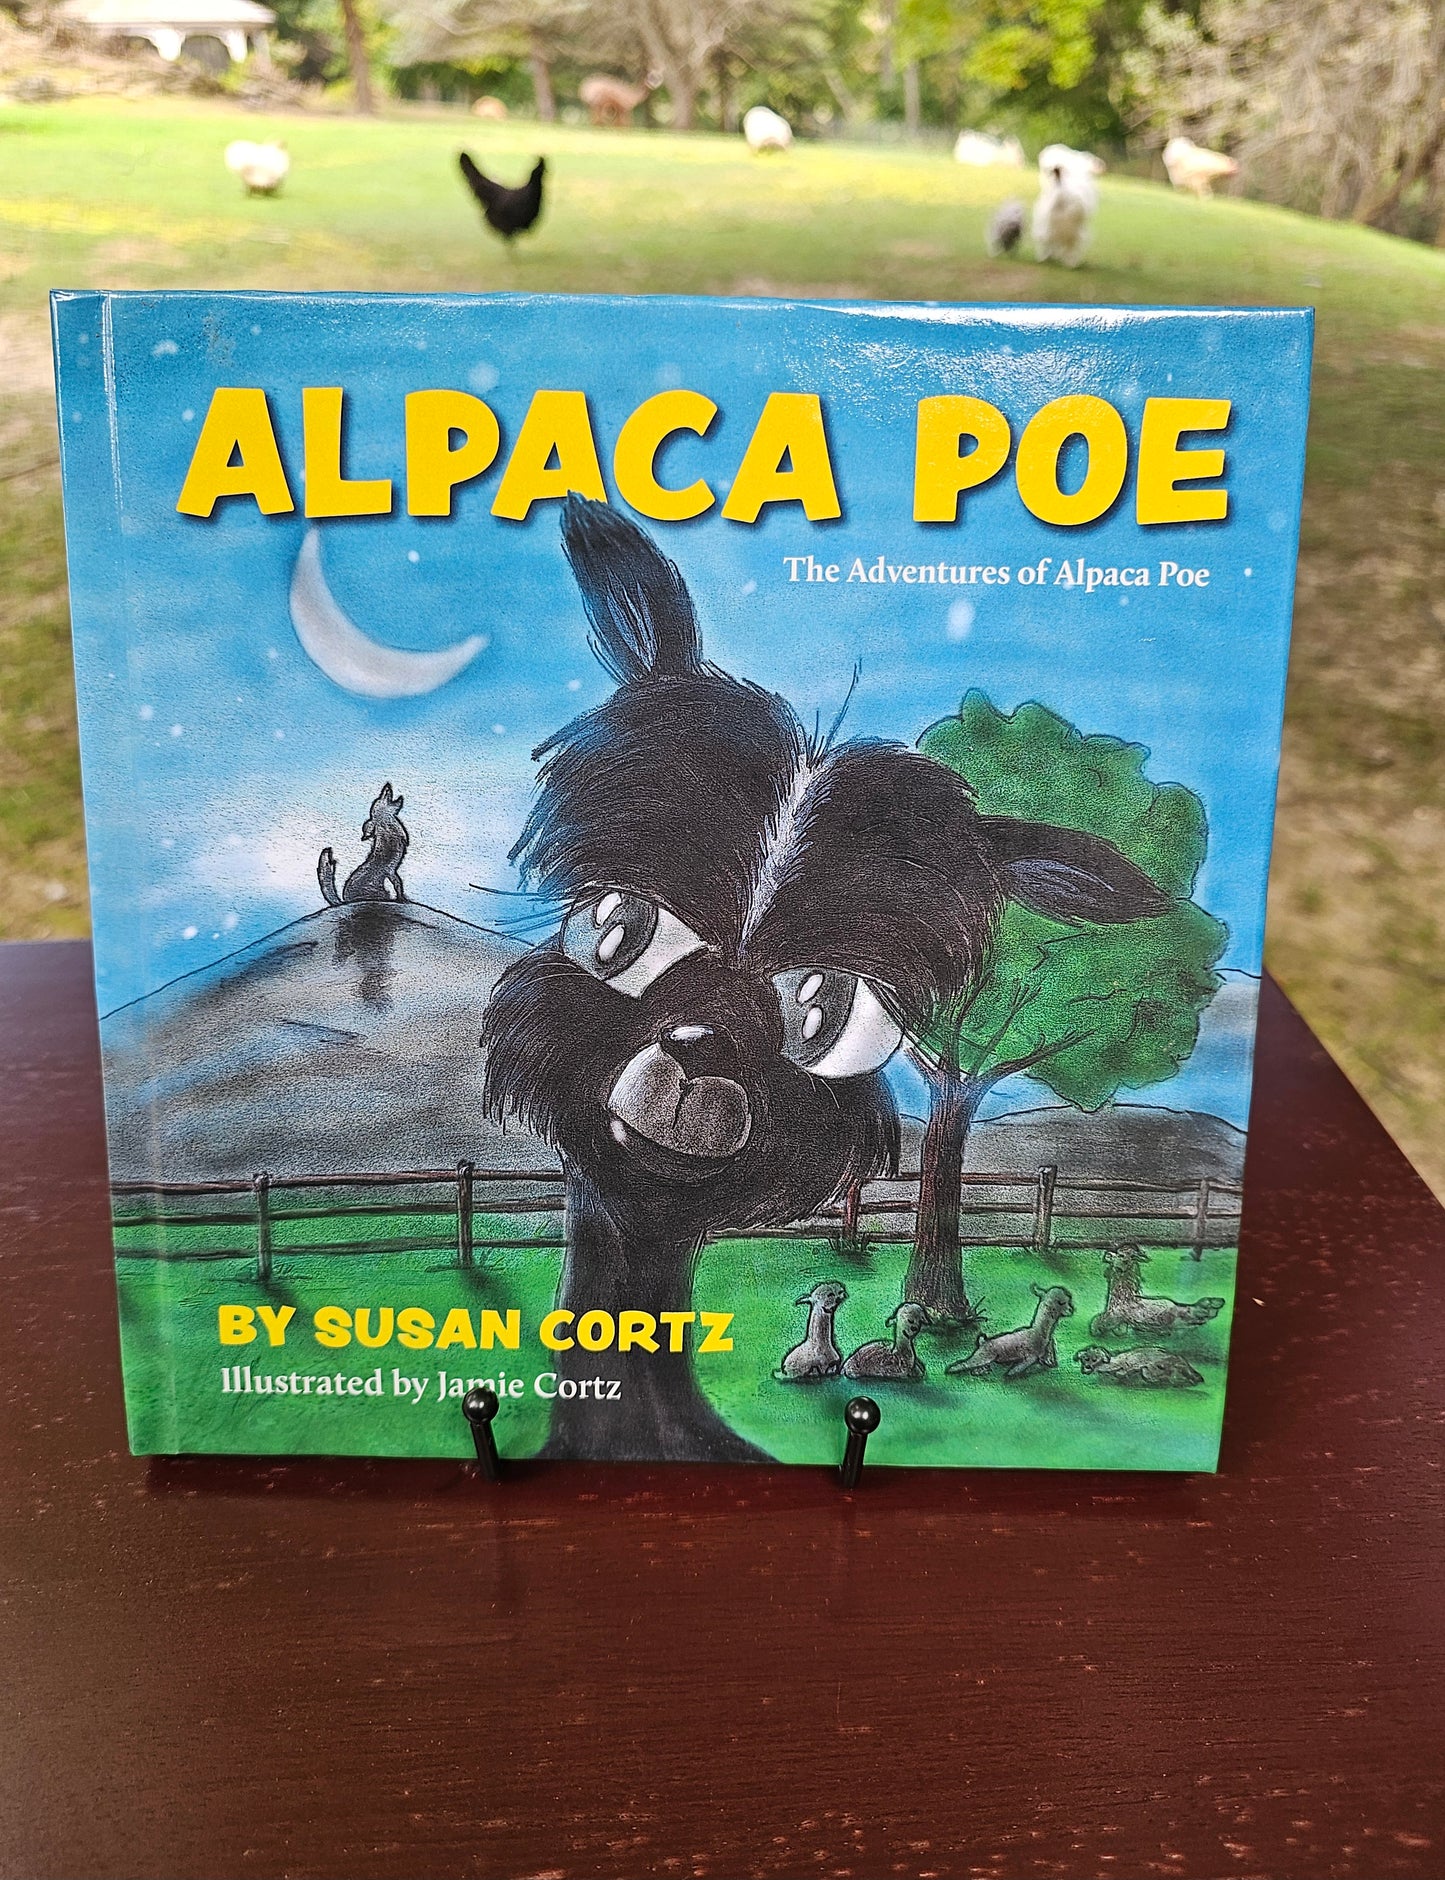 ALPACA POE
The Adventures of Alpaca Poe
BY SUSAN CORTZ
Illustrated by Jamie Cortz